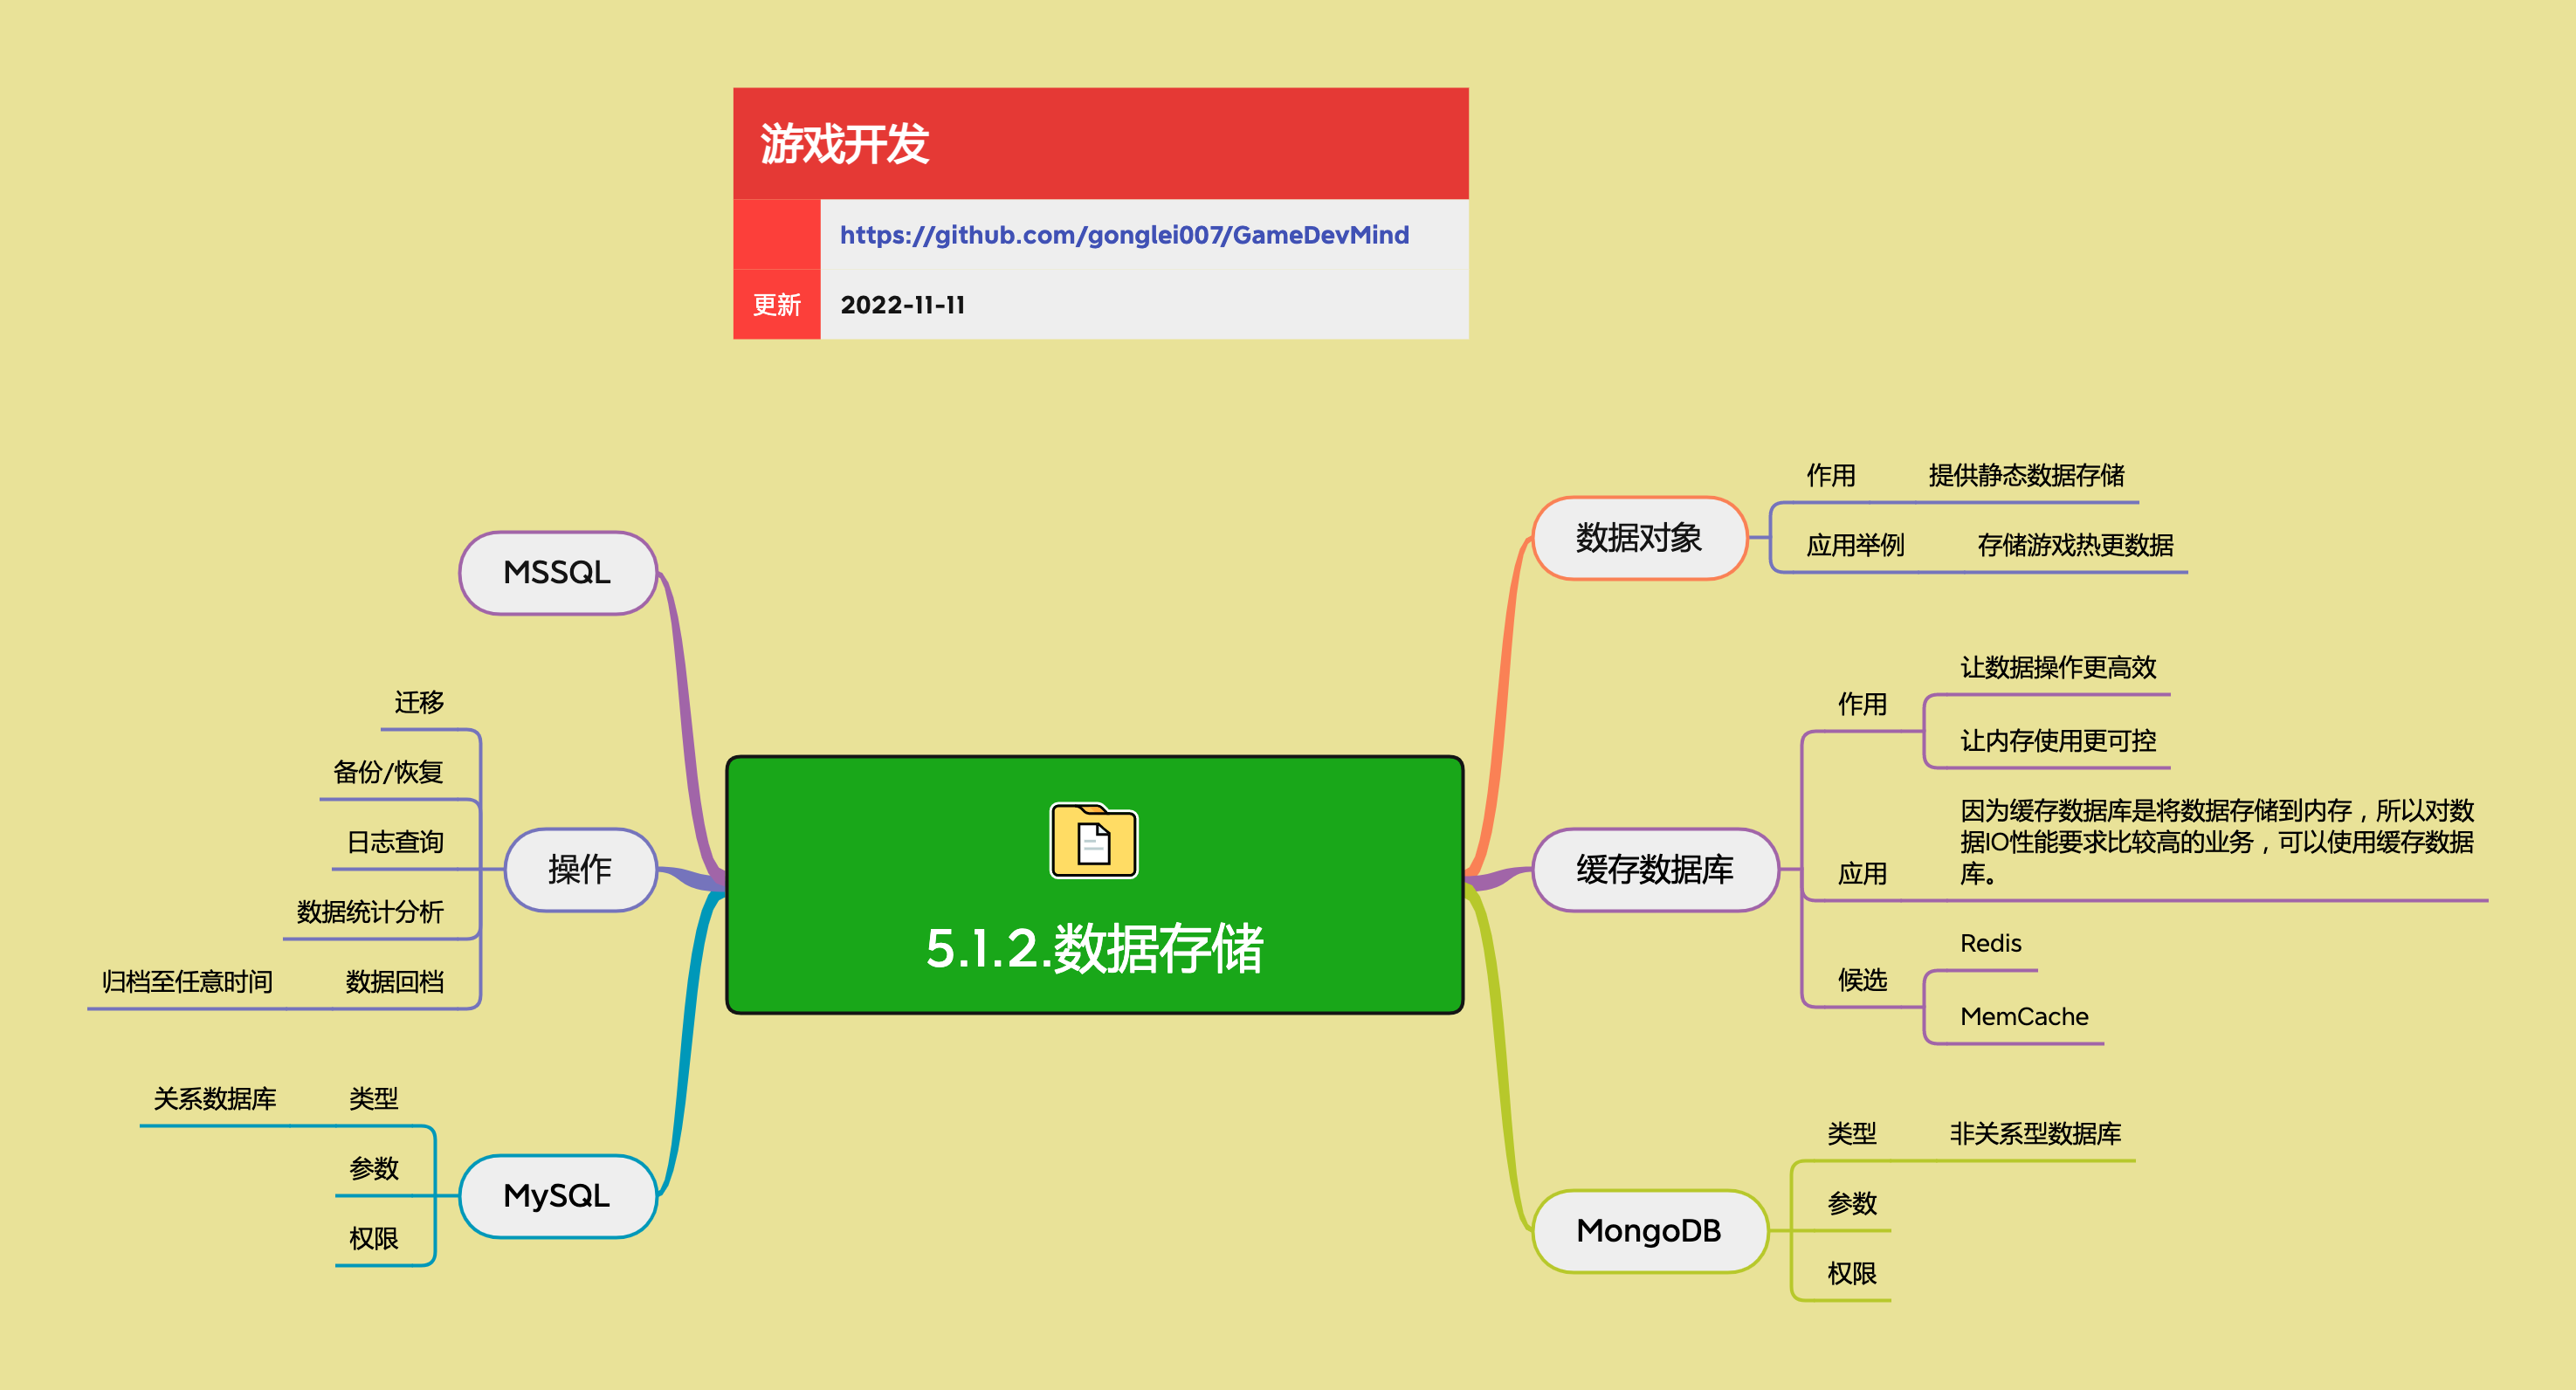 游戏开发
https://github.com/gonglei007/GameDevMind
更新 2022-11-11
5.1.2.数据存储
数据对象
作用 提供静态数据存储
应用举例 存储游戏热更数据
缓存数据库
作用
让数据操作更高效
让内存使用更可控
应用
因为缓存数据库是将数据存储到内存，所以对数
据IO性能要求比较高的业务，可以使用缓存数据
库。
候选
Redis
MemCache
MongoDB
类型 非关系型数据库
参数
权限
MSSQL
操作
迁移
备份/恢复
日志查询
数据统计分析
归档至任意时间 数据回档
MySQL
关系数据库 类型
参数
权限